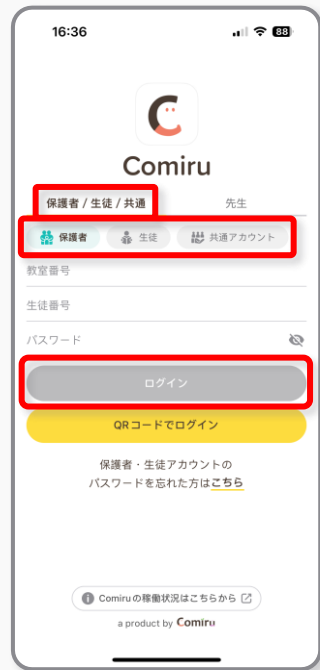 16:36
88
Comiru
保護者 / 生徒 / 共通
先生
保護者
生徒
共通アカウント
教室番号
生徒番号
パスワード
ログイン
QRコードでログイン
保護者・生徒アカウントの
パスワードを忘れた方はこちら
Comiruの稼働状況はこちらから
a product by Comiru